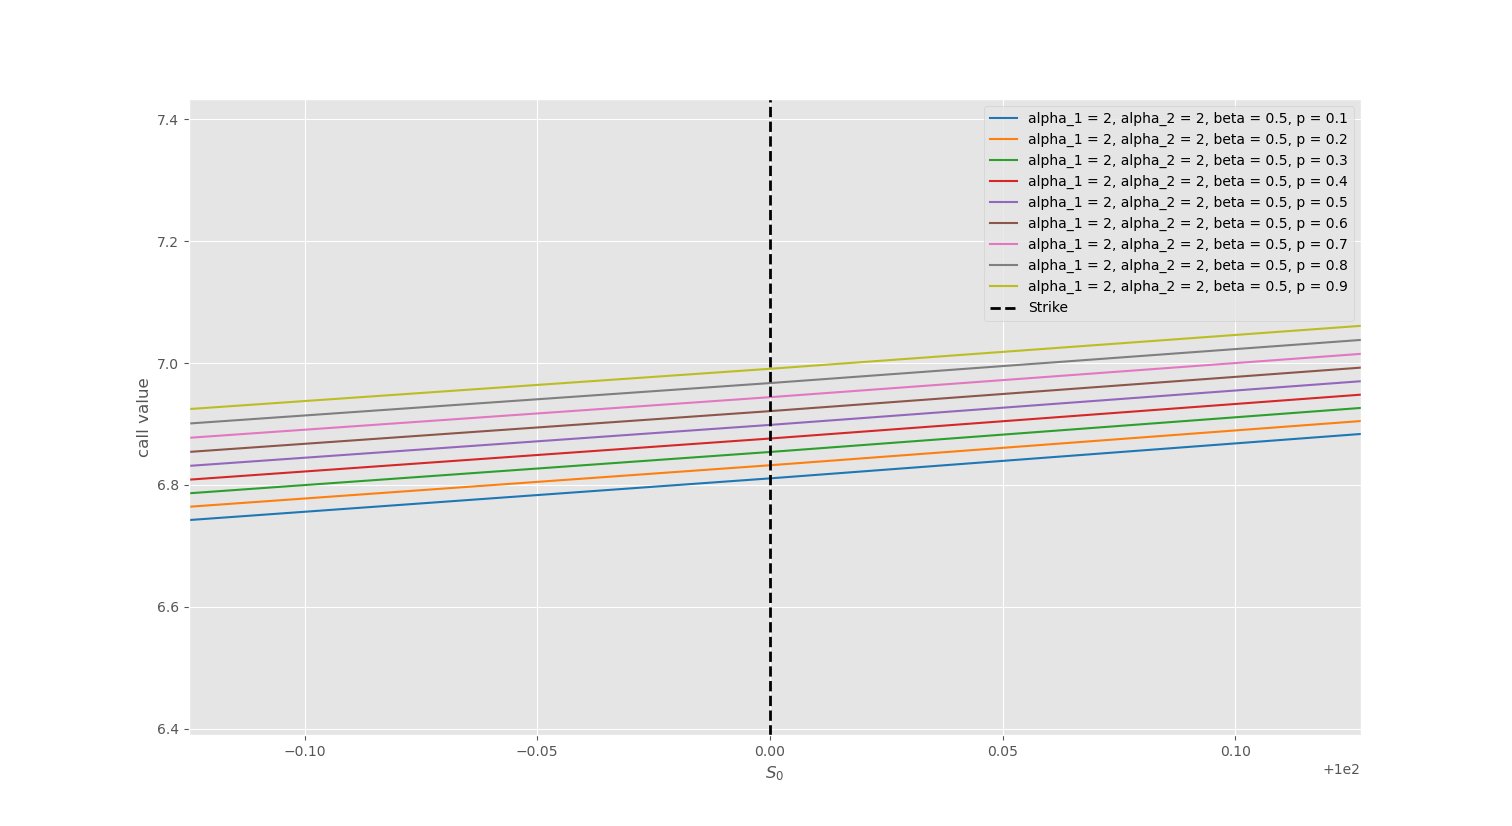 7.4
7.2
7.0
6.8
6.6
6.4
call value
−0.10
−0.05
0.00
0.05
0.10
+1e2
S₀
alpha_1 = 2, alpha_2 = 2, beta = 0.5, p = 0.1
alpha_1 = 2, alpha_2 = 2, beta = 0.5, p = 0.2
alpha_1 = 2, alpha_2 = 2, beta = 0.5, p = 0.3
alpha_1 = 2, alpha_2 = 2, beta = 0.5, p = 0.4
alpha_1 = 2, alpha_2 = 2, beta = 0.5, p = 0.5
alpha_1 = 2, alpha_2 = 2, beta = 0.5, p = 0.6
alpha_1 = 2, alpha_2 = 2, beta = 0.5, p = 0.7
alpha_1 = 2, alpha_2 = 2, beta = 0.5, p = 0.8
alpha_1 = 2, alpha_2 = 2, beta = 0.5, p = 0.9
Strike